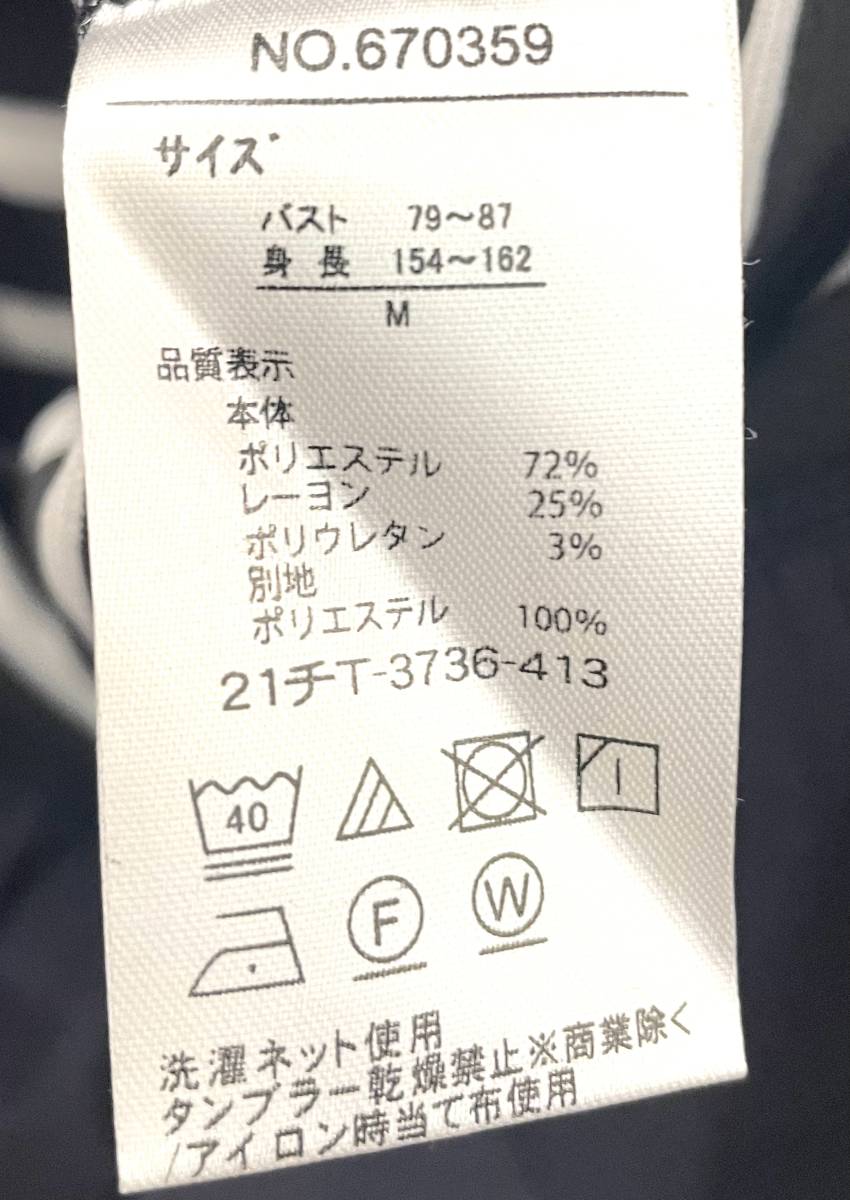 NO.670359
サイズ
バスト 79〜87
身長 154〜162
M
品質表示
本体
ポリエステル 72%
レーヨン 25%
ポリウレタン 3%
別地
ポリエステル 100%
21チT-3736-413
40
F W
洗濯ネット使用
タンブラー乾燥禁止※商業除く
/アイロン時当て布使用